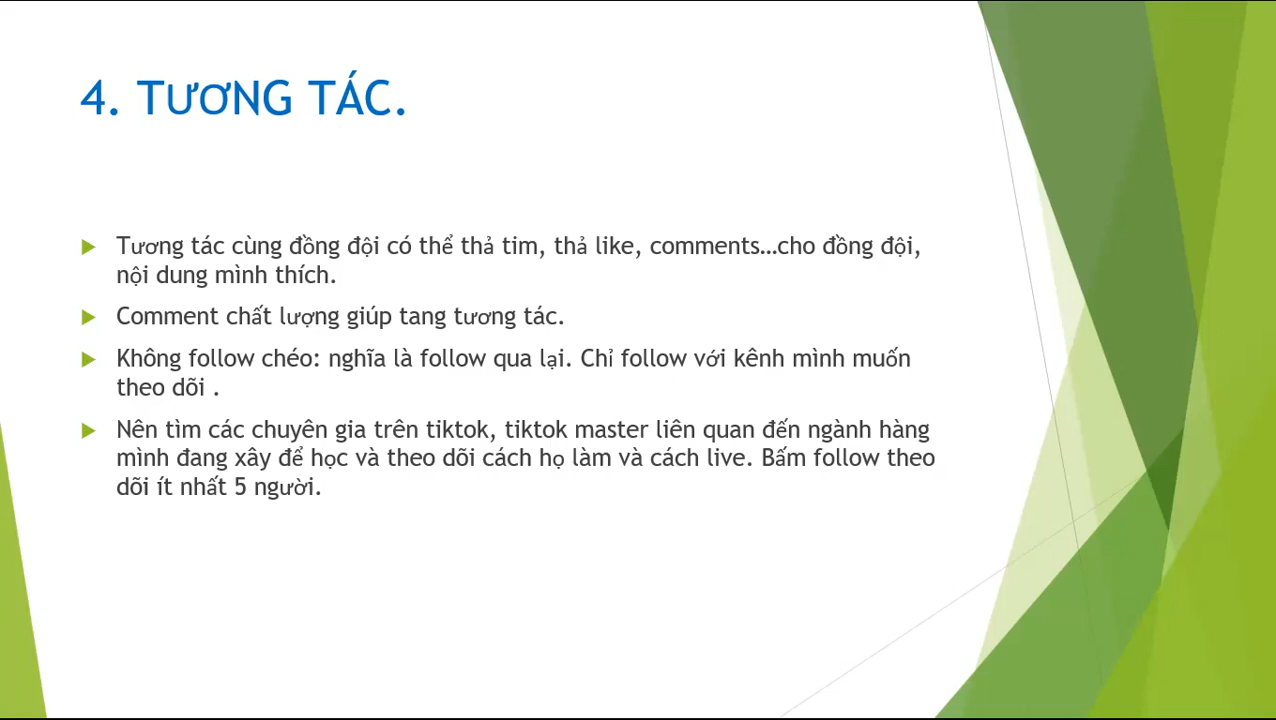 4. TƯƠNG TÁC.
Tương tác cùng đồng đội có thể thả tim, thả like, comments…cho đồng đội,
nội dung mình thích.
Comment chất lượng giúp tang tương tác.
Không follow chéo: nghĩa là follow qua lại. Chỉ follow với kênh mình muốn
theo dõi .
Nên tìm các chuyên gia trên tiktok, tiktok master liên quan đến ngành hàng
mình đang xây để học và theo dõi cách họ làm và cách live. Bấm follow theo
dõi ít nhất 5 người.